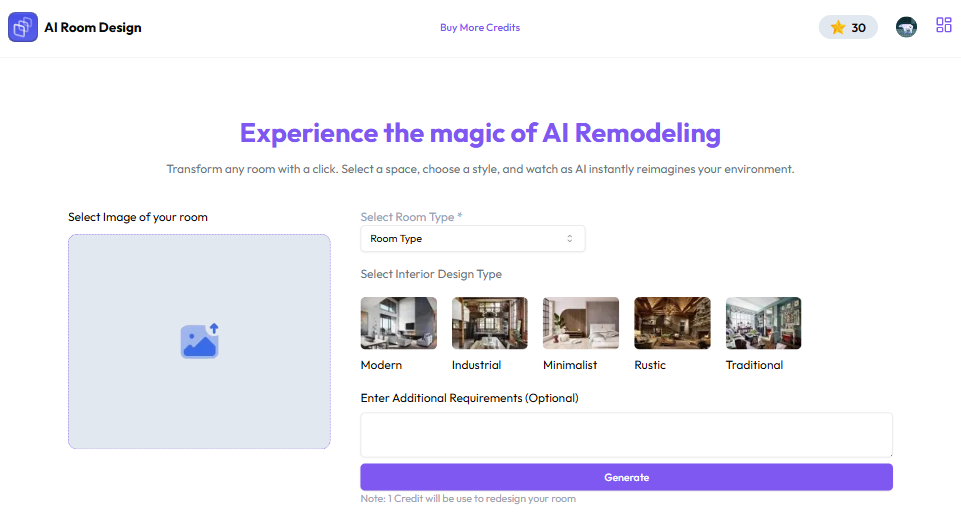 AI Room Design
Buy More Credits
30
Experience the magic of AI Remodeling
Transform any room with a click. Select a space, choose a style, and watch as AI instantly reimagines your environment.
Select Image of your room
Select Room Type *
Room Type
Select Interior Design Type
Modern
Industrial
Minimalist
Rustic
Traditional
Enter Additional Requirements (Optional)
Generate
Note: 1 Credit will be use to redesign your room